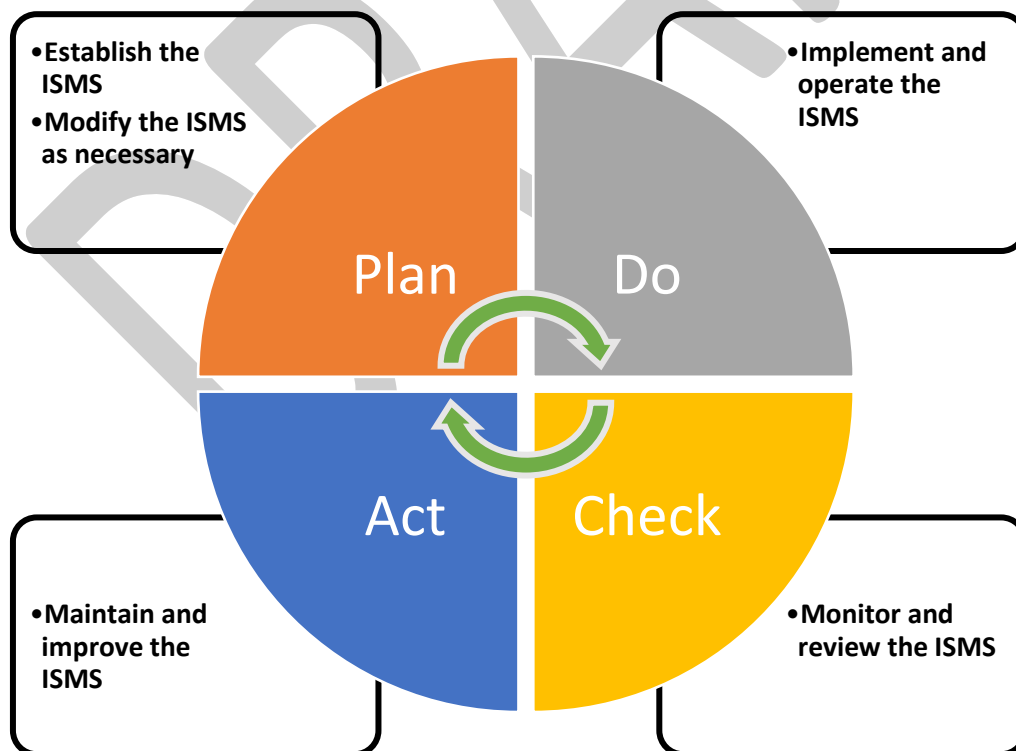 •Establish the
ISMS
•Modify the ISMS
as necessary
•Implement and
operate the
ISMS
Plan
Do
Act
Check
•Maintain and
improve the
ISMS
•Monitor and
review the ISMS